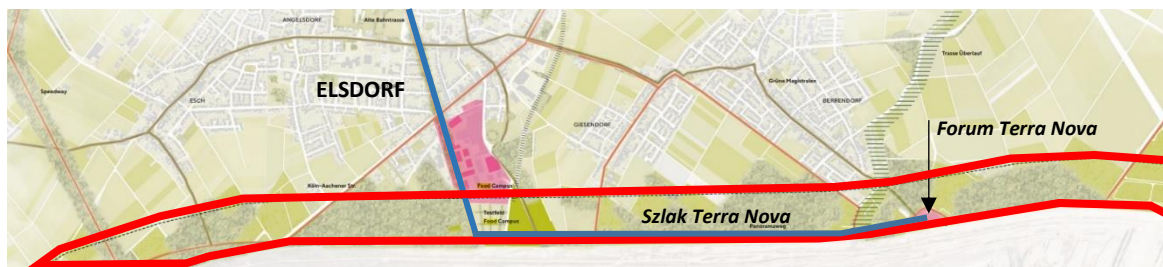 ANGELSDORF
Alte Bahntrasse
Trasse Überlauf
Speedway
ELSDORF
Grüne Magistralen
ESCH
BERRENDORF
GIESENDORF
Forum Terra Nova
Köln-Aachener Str.
Food Campus
Testfeld
Food Campus
Szlak Terra Nova
Panoramaweg